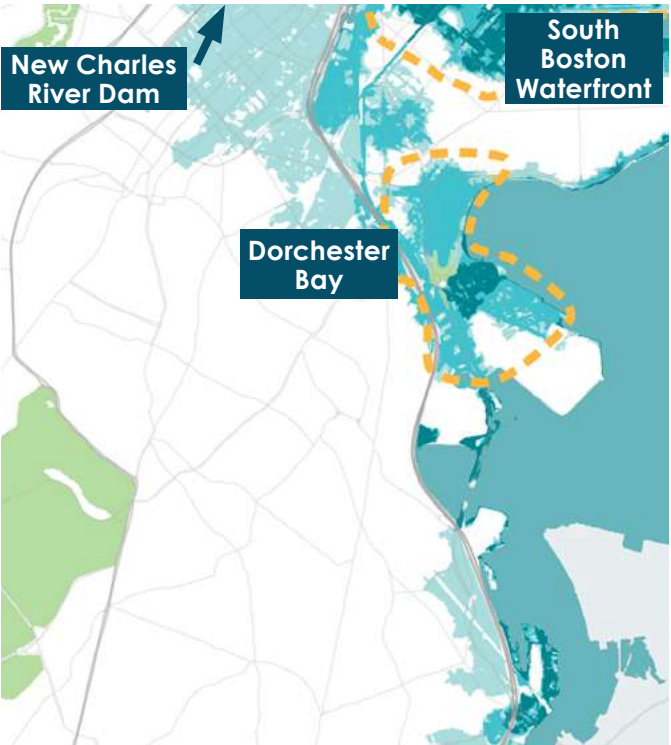 New Charles
River Dam
South
Boston
Waterfront
Dorchester
Bay